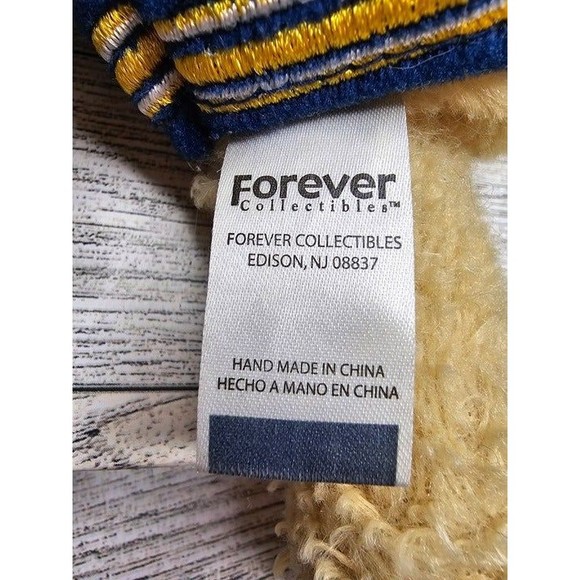 Forever
Collectibles™
FOREVER COLLECTIBLES
EDISON, NJ 08837
HAND MADE IN CHINA
HECHO A MANO EN CHINA